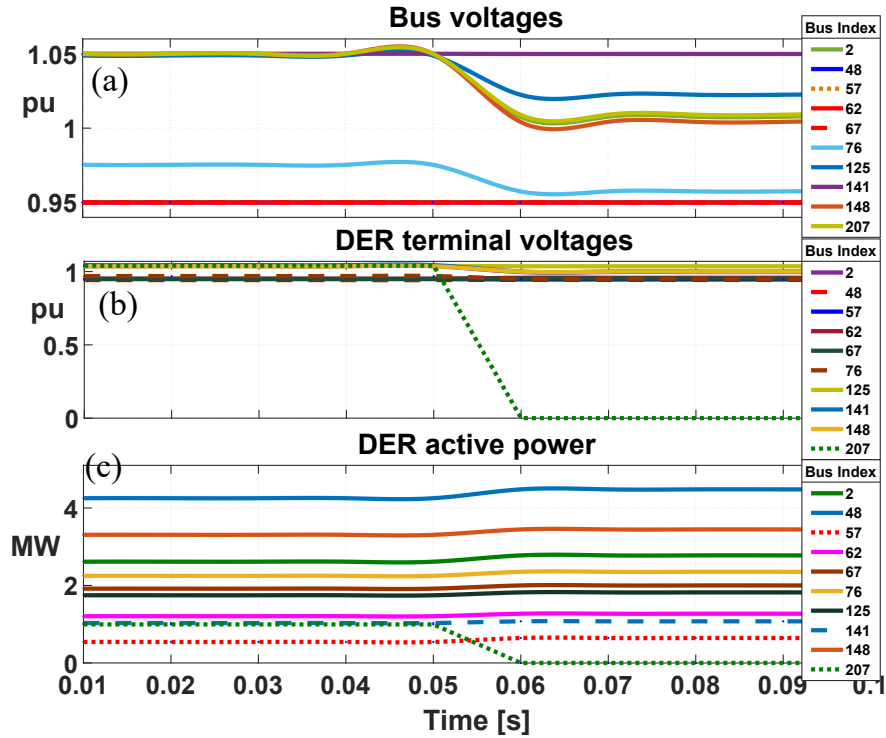 Bus voltages
(a)
pu
1.05
1
0.95
Bus Index
2
48
57
62
67
76
125
141
148
207
DER terminal voltages
(b)
pu
1
0.5
0
Bus Index
2
48
57
62
67
76
125
141
148
207
DER active power
(c)
MW
4
2
0
Bus Index
2
48
57
62
67
76
125
141
148
207
0.01 0.02 0.03 0.04 0.05 0.06 0.07 0.08 0.09 0.1
Time [s]